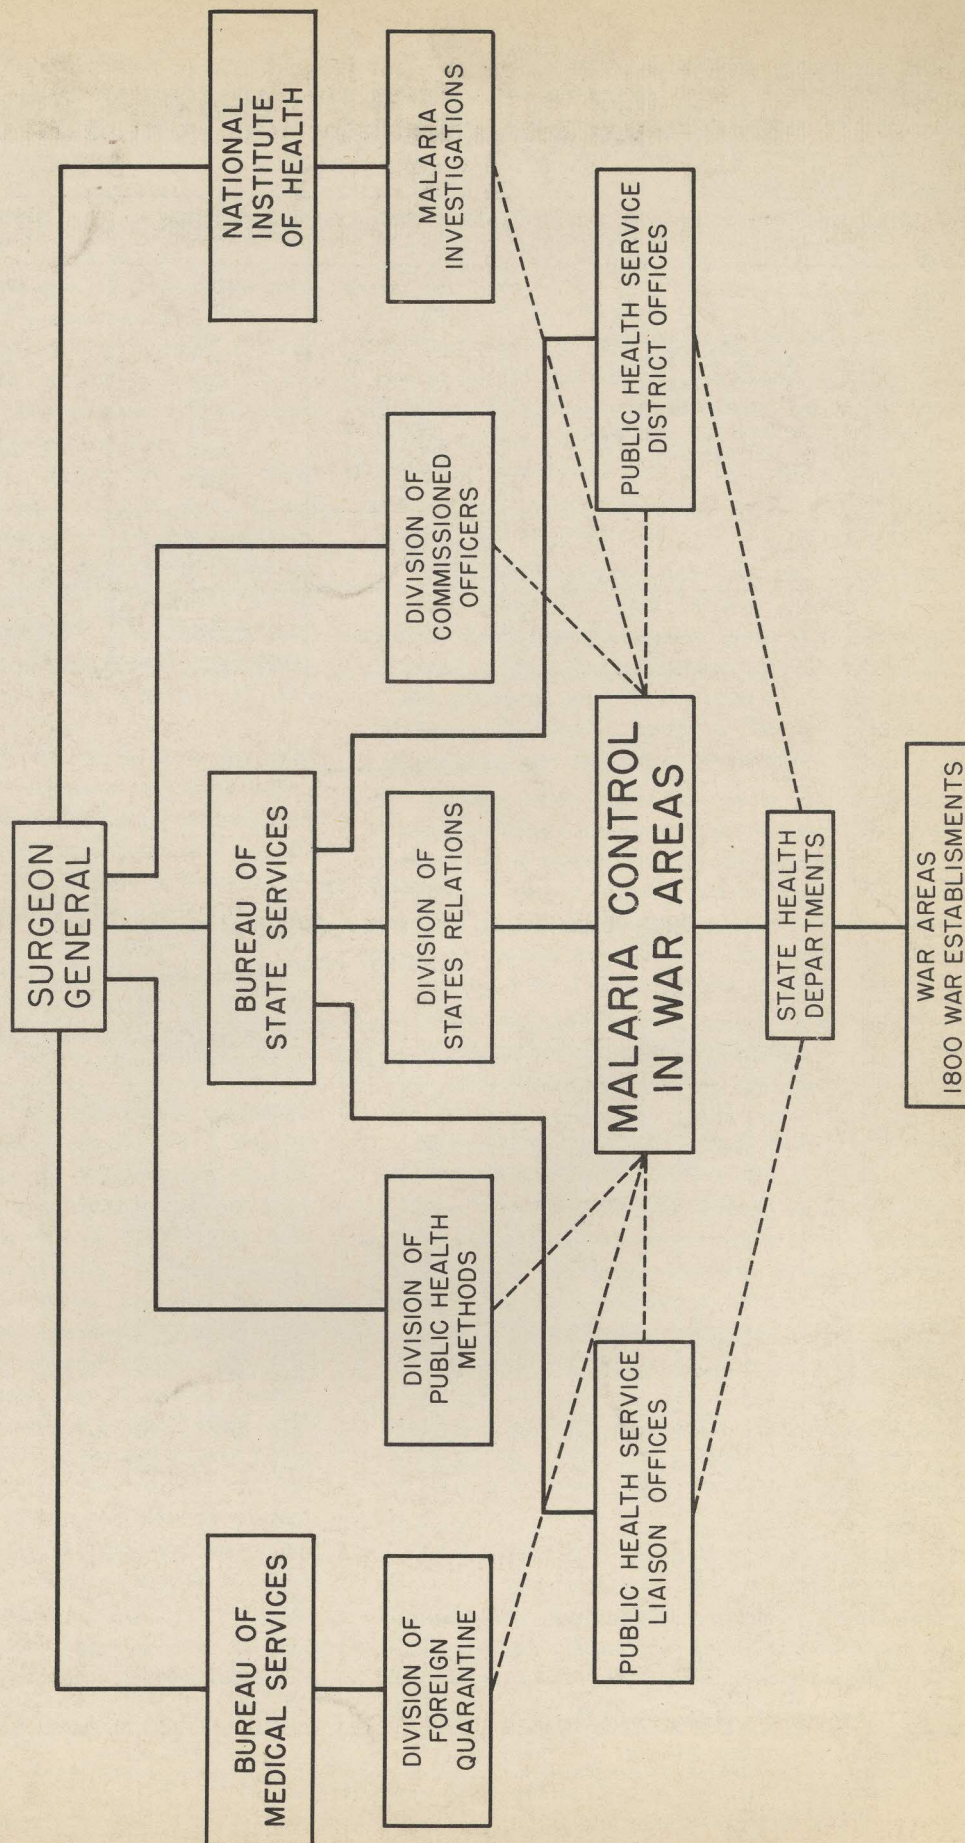 SURGEON
GENERAL
BUREAU OF
MEDICAL SERVICES
BUREAU OF
STATE SERVICES
NATIONAL
INSTITUTE
OF HEALTH
DIVISION OF
FOREIGN
QUARANTINE
DIVISION OF
PUBLIC HEALTH
METHODS
DIVISION OF
STATES RELATIONS
DIVISION OF
COMMISSIONED
OFFICERS
MALARIA
INVESTIGATIONS
PUBLIC HEALTH SERVICE
LIAISON OFFICES
MALARIA CONTROL
IN WAR AREAS
PUBLIC HEALTH SERVICE
DISTRICT OFFICES
STATE HEALTH
DEPARTMENTS
WAR AREAS
1800 WAR ESTABLISHMENTS